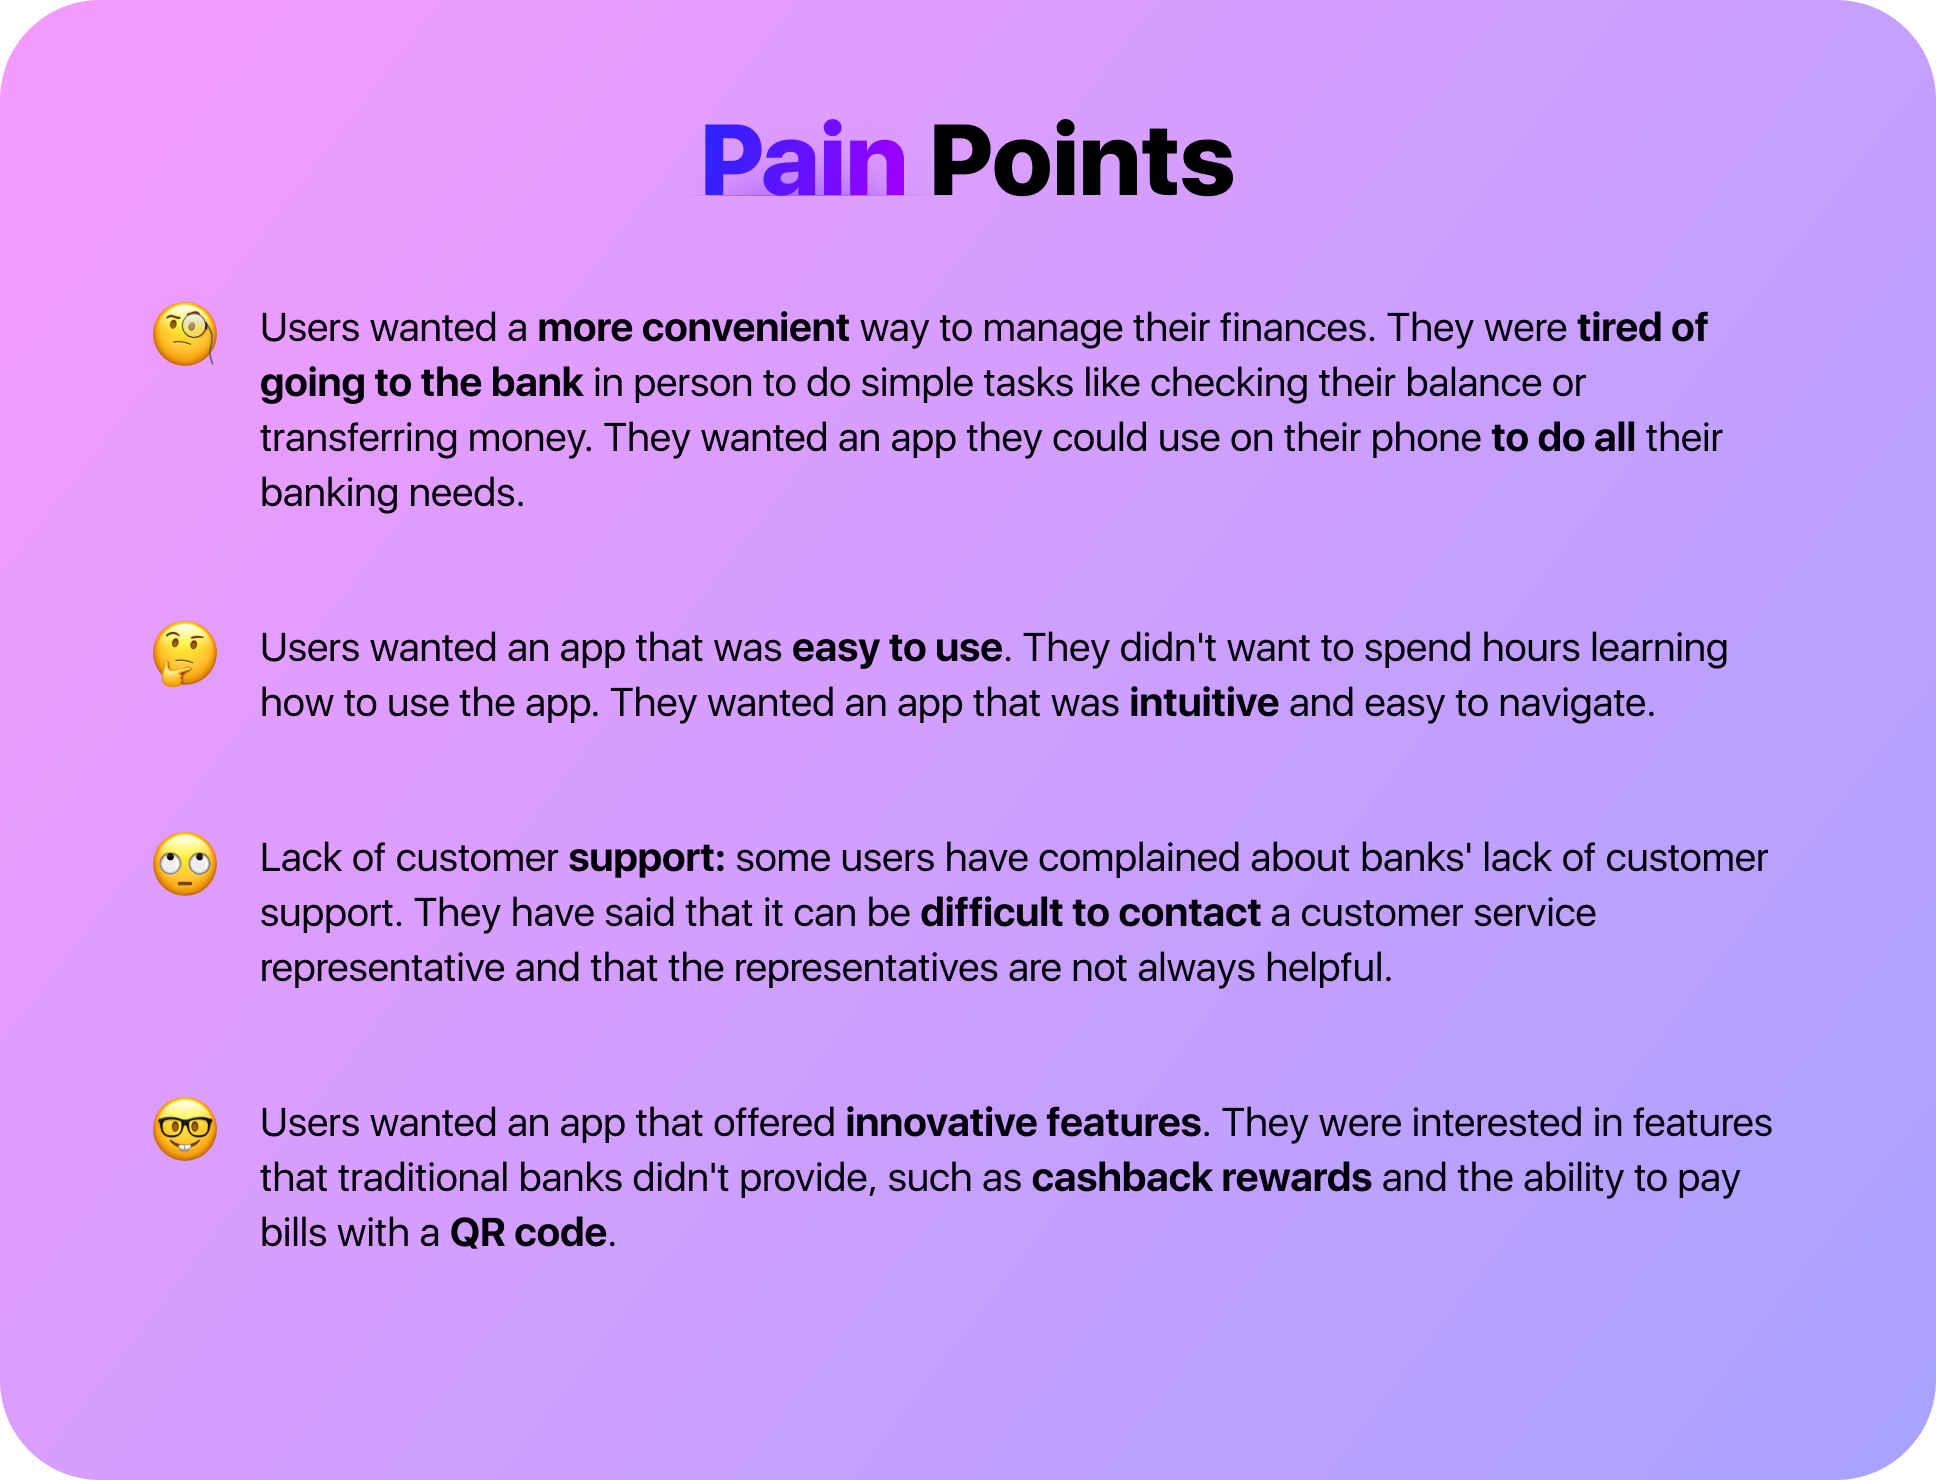 Pain Points
🧐 Users wanted a more convenient way to manage their finances. They were tired of
going to the bank in person to do simple tasks like checking their balance or
transferring money. They wanted an app they could use on their phone to do all their
banking needs.
🤔 Users wanted an app that was easy to use. They didn't want to spend hours learning
how to use the app. They wanted an app that was intuitive and easy to navigate.
🙄 Lack of customer support: some users have complained about banks' lack of customer
support. They have said that it can be difficult to contact a customer service
representative and that the representatives are not always helpful.
🤓 Users wanted an app that offered innovative features. They were interested in features
that traditional banks didn't provide, such as cashback rewards and the ability to pay
bills with a QR code.